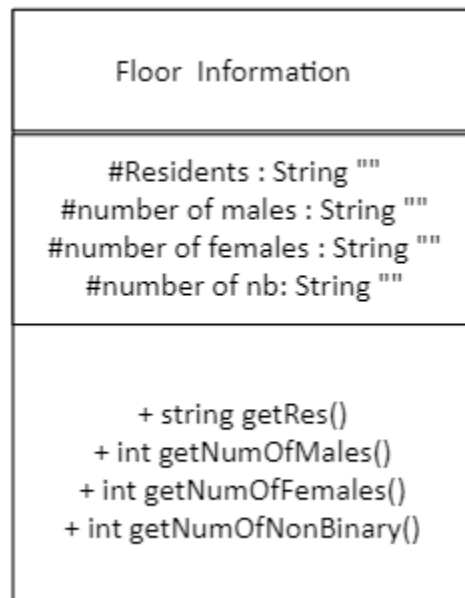 Floor Information
#Residents : String ""
#number of males : String ""
#number of females : String ""
#number of nb: String ""
+ string getRes()
+ int getNumOfMales()
+ int getNumOfFemales()
+ int getNumOfNonBinary()